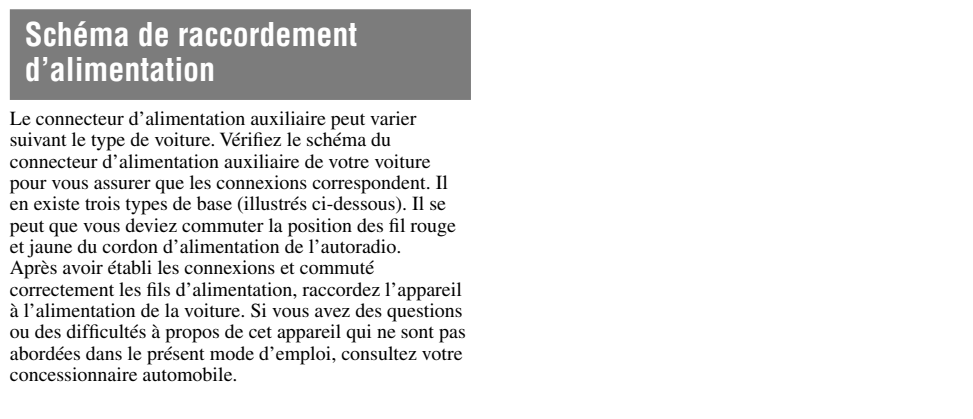 Schéma de raccordement
d’alimentation
Le connecteur d’alimentation auxiliaire peut varier
suivant le type de voiture. Vérifiez le schéma du
connecteur d’alimentation auxiliaire de votre voiture
pour vous assurer que les connexions correspondent. Il
en existe trois types de base (illustrés ci-dessous). Il se
peut que vous deviez commuter la position des fil rouge
et jaune du cordon d’alimentation de l’autoradio.
Après avoir établi les connexions et commuté
correctement les fils d’alimentation, raccordez l’appareil
à l’alimentation de la voiture. Si vous avez des questions
ou des difficultés à propos de cet appareil qui ne sont pas
abordées dans le présent mode d’emploi, consultez votre
concessionnaire automobile.